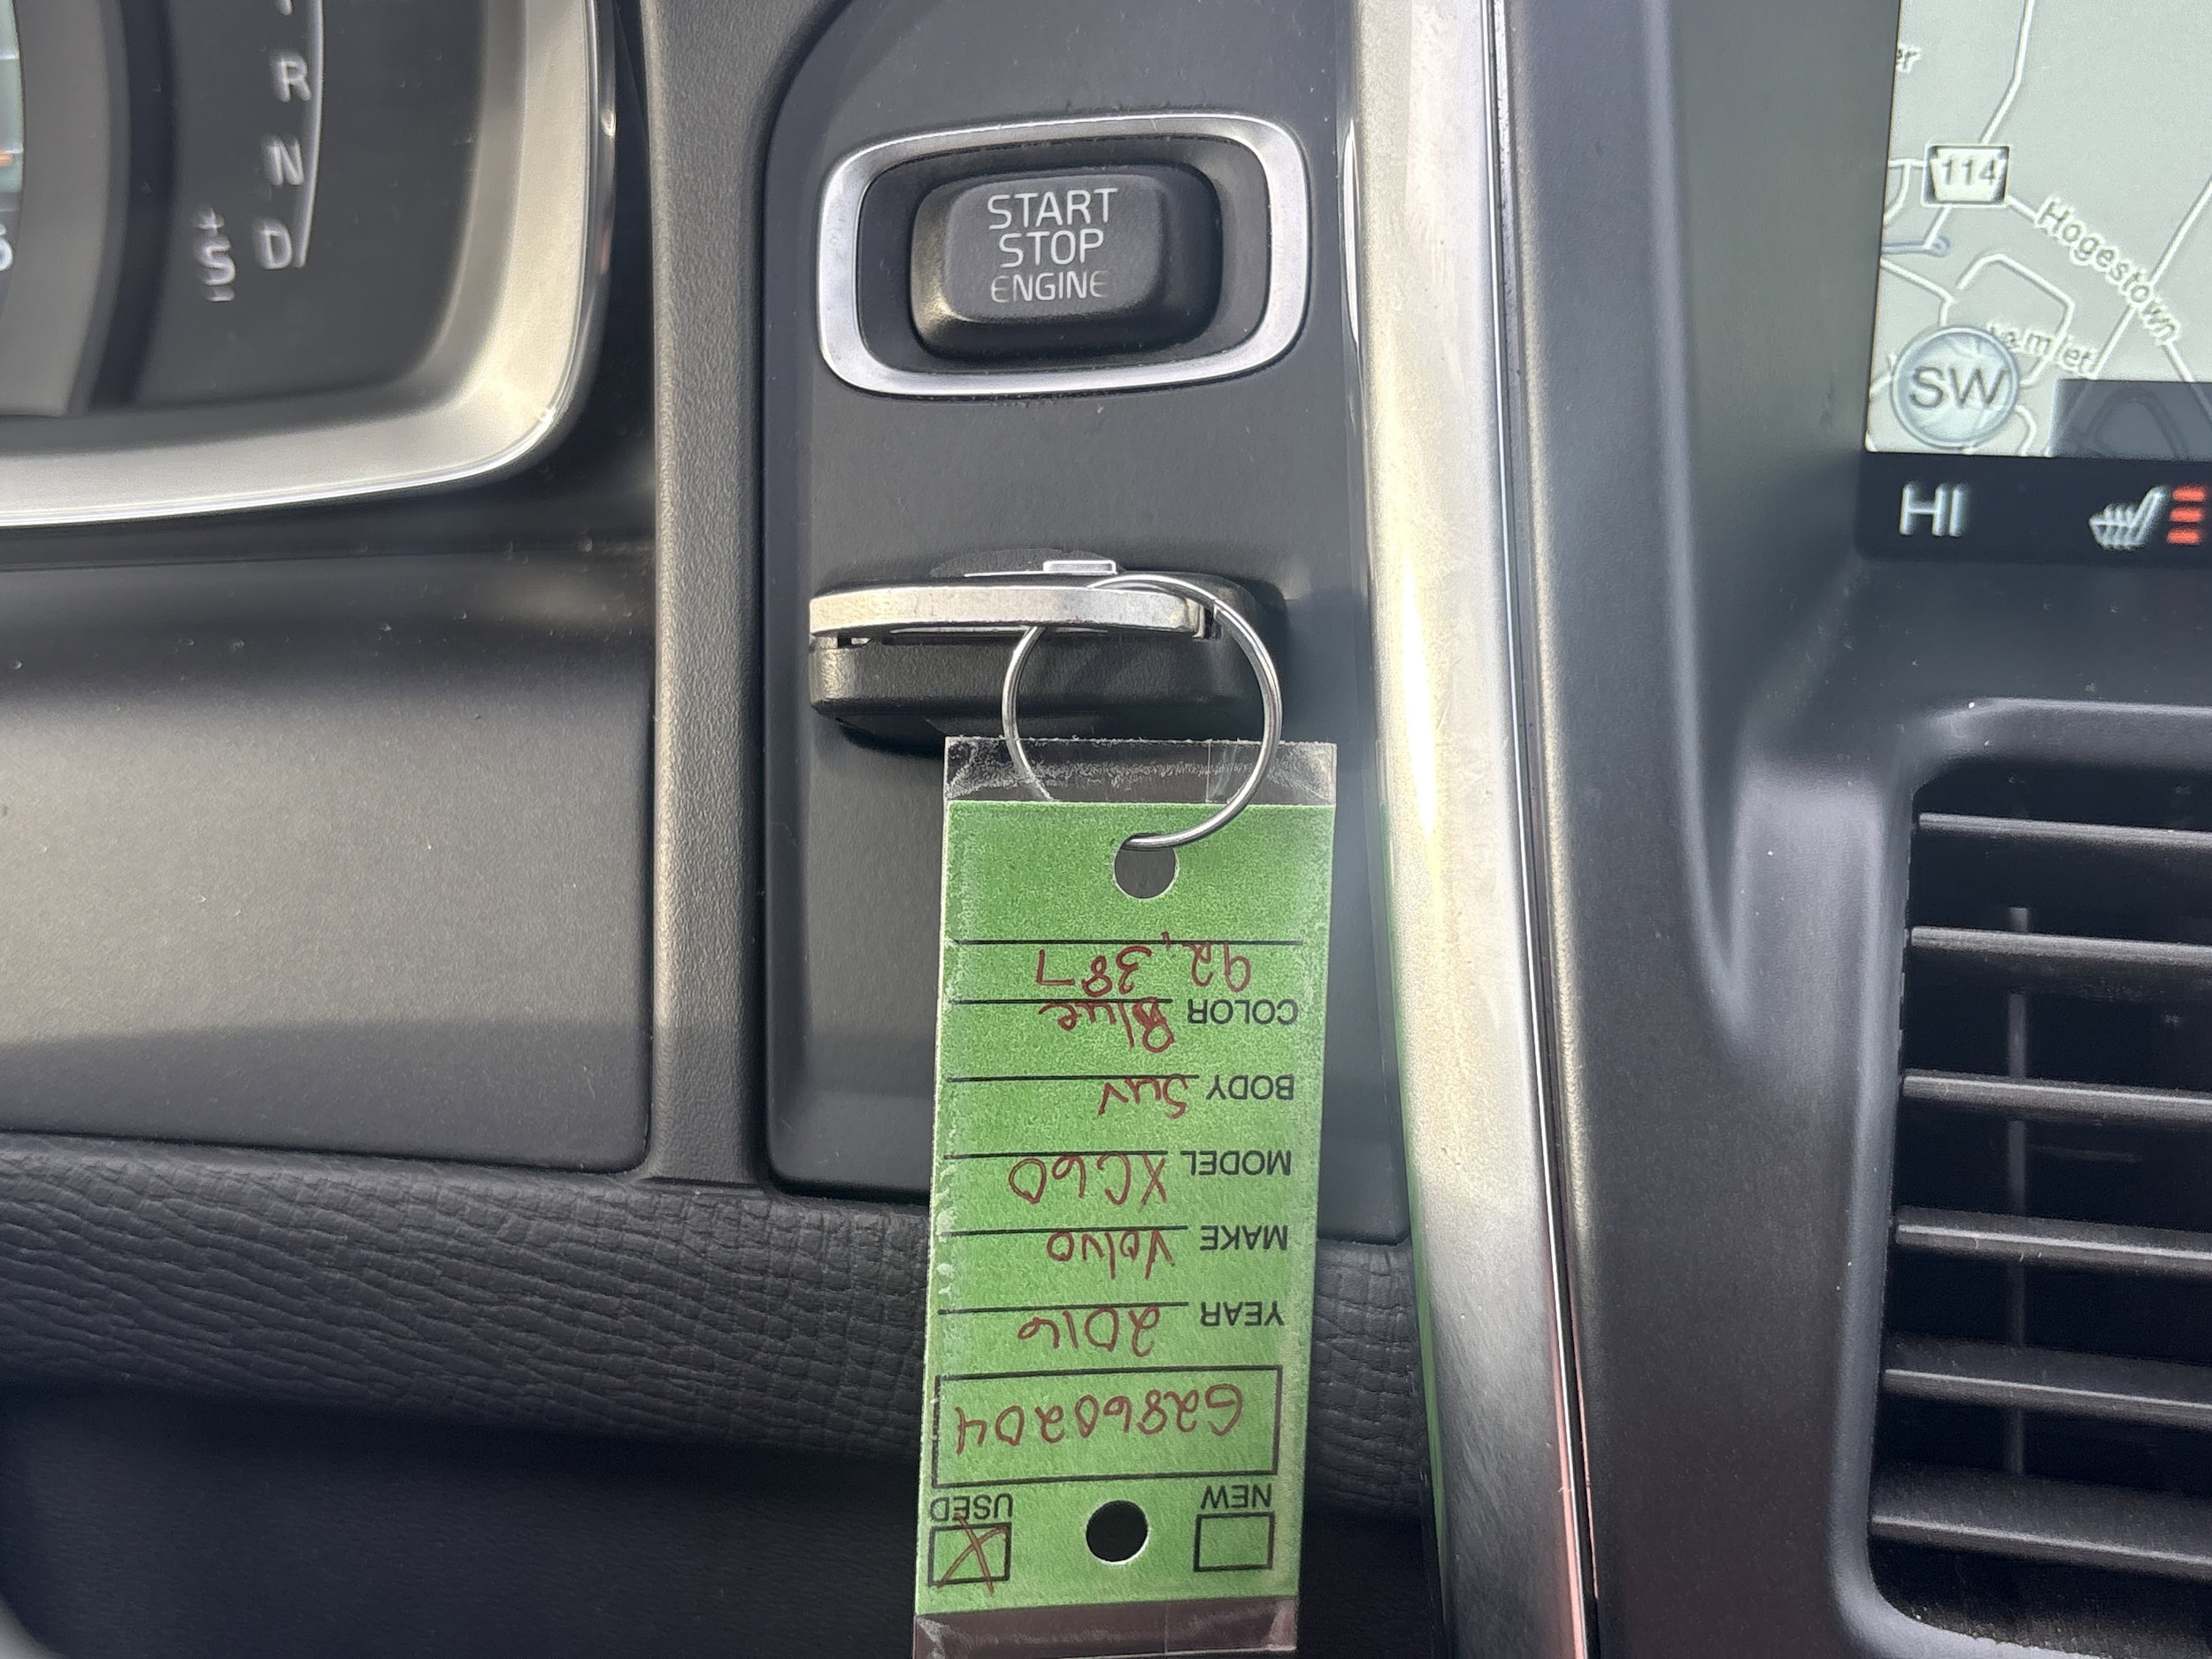 R
N
D
+
S
-
START
STOP
ENGINE
114
Hogestown
SW
HI
NEW
USED
X
G2860204
YEAR 2016
MAKE Volvo
MODEL XC60
BODY Suv
COLOR Blue
92,387